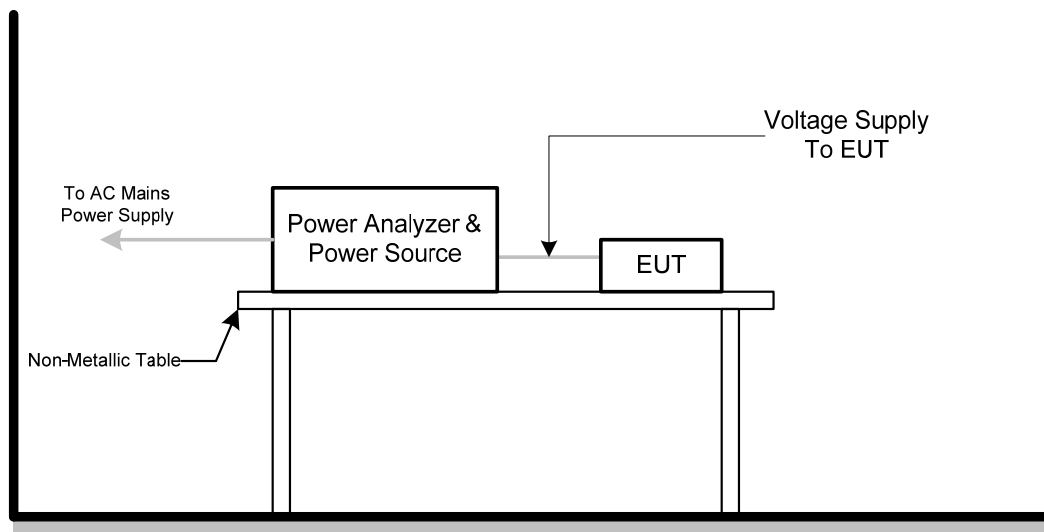 Voltage Supply
To EUT
To AC Mains
Power Supply
Power Analyzer &
Power Source
EUT
Non-Metallic Table